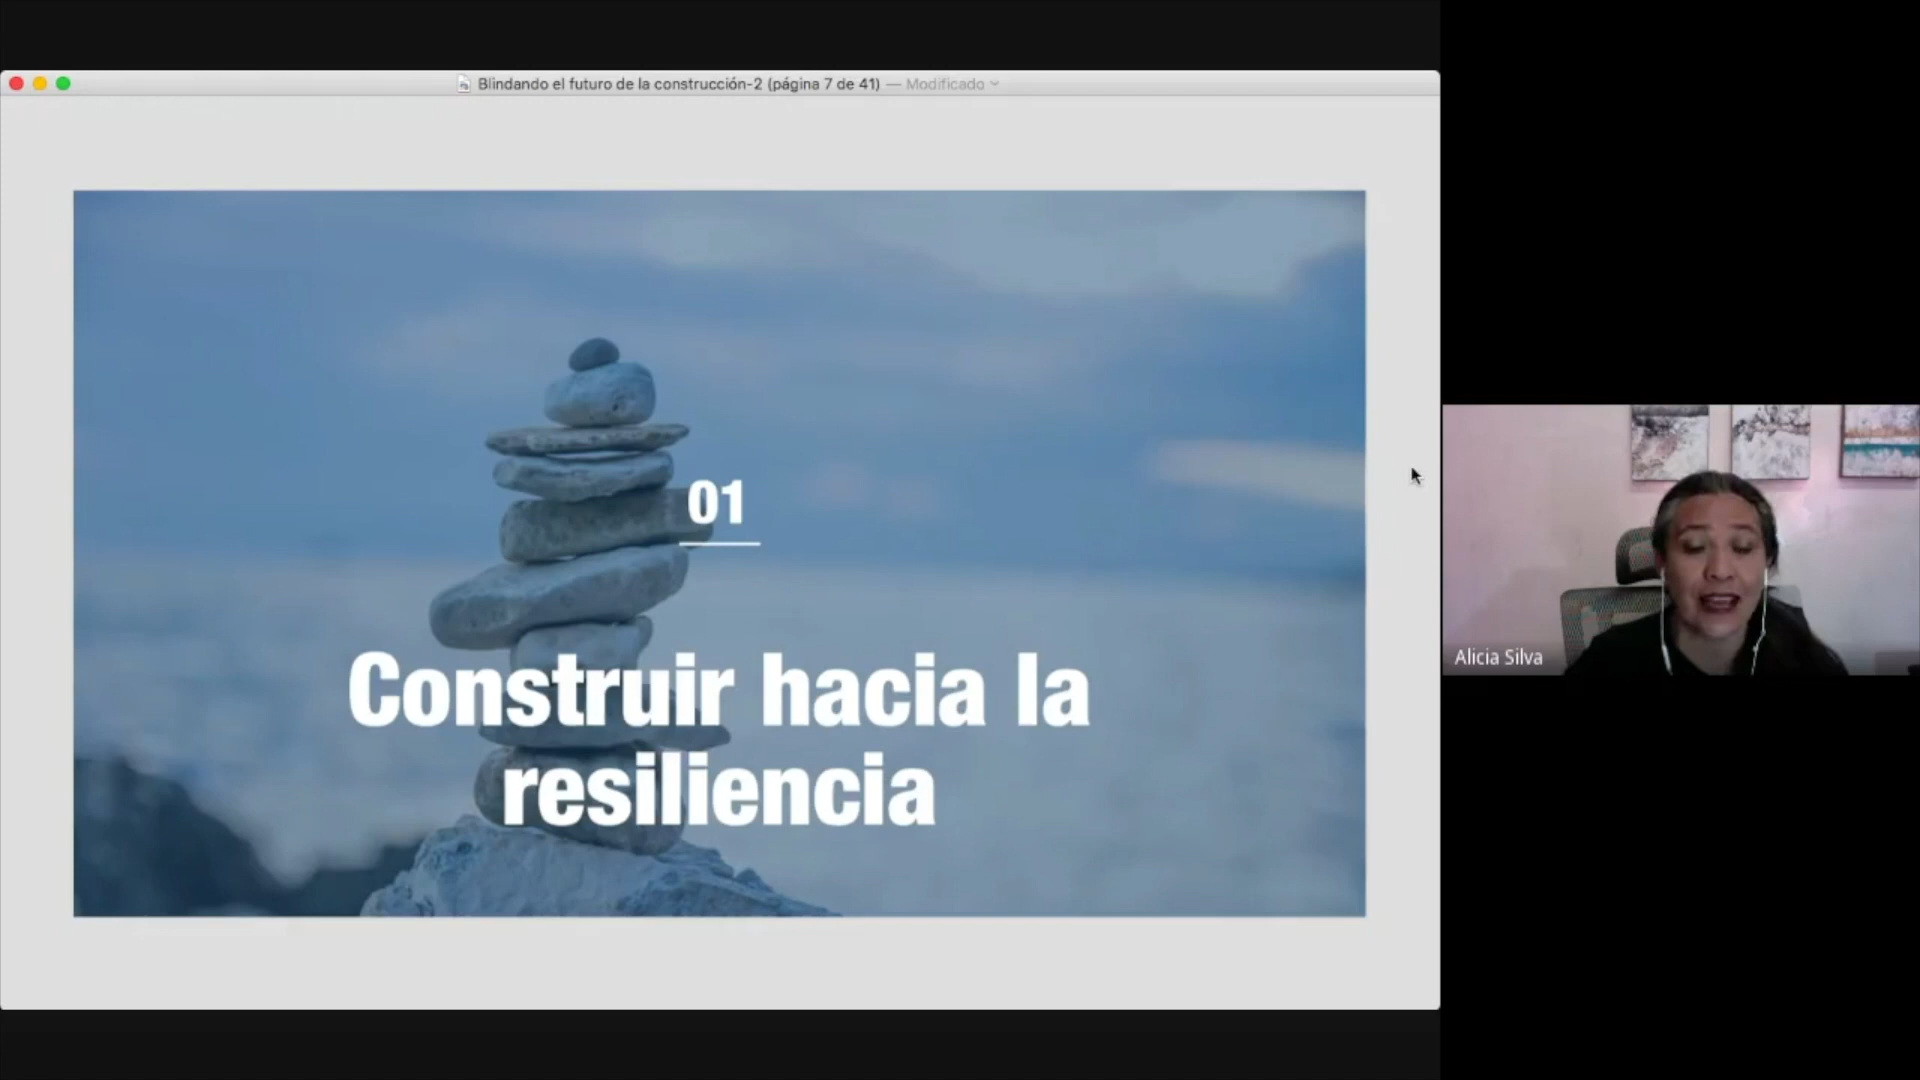 Blindando el futuro de la construcción-2 (página 7 de 41) — Modificado
01
Construir hacia la
resiliencia
Alicia Silva